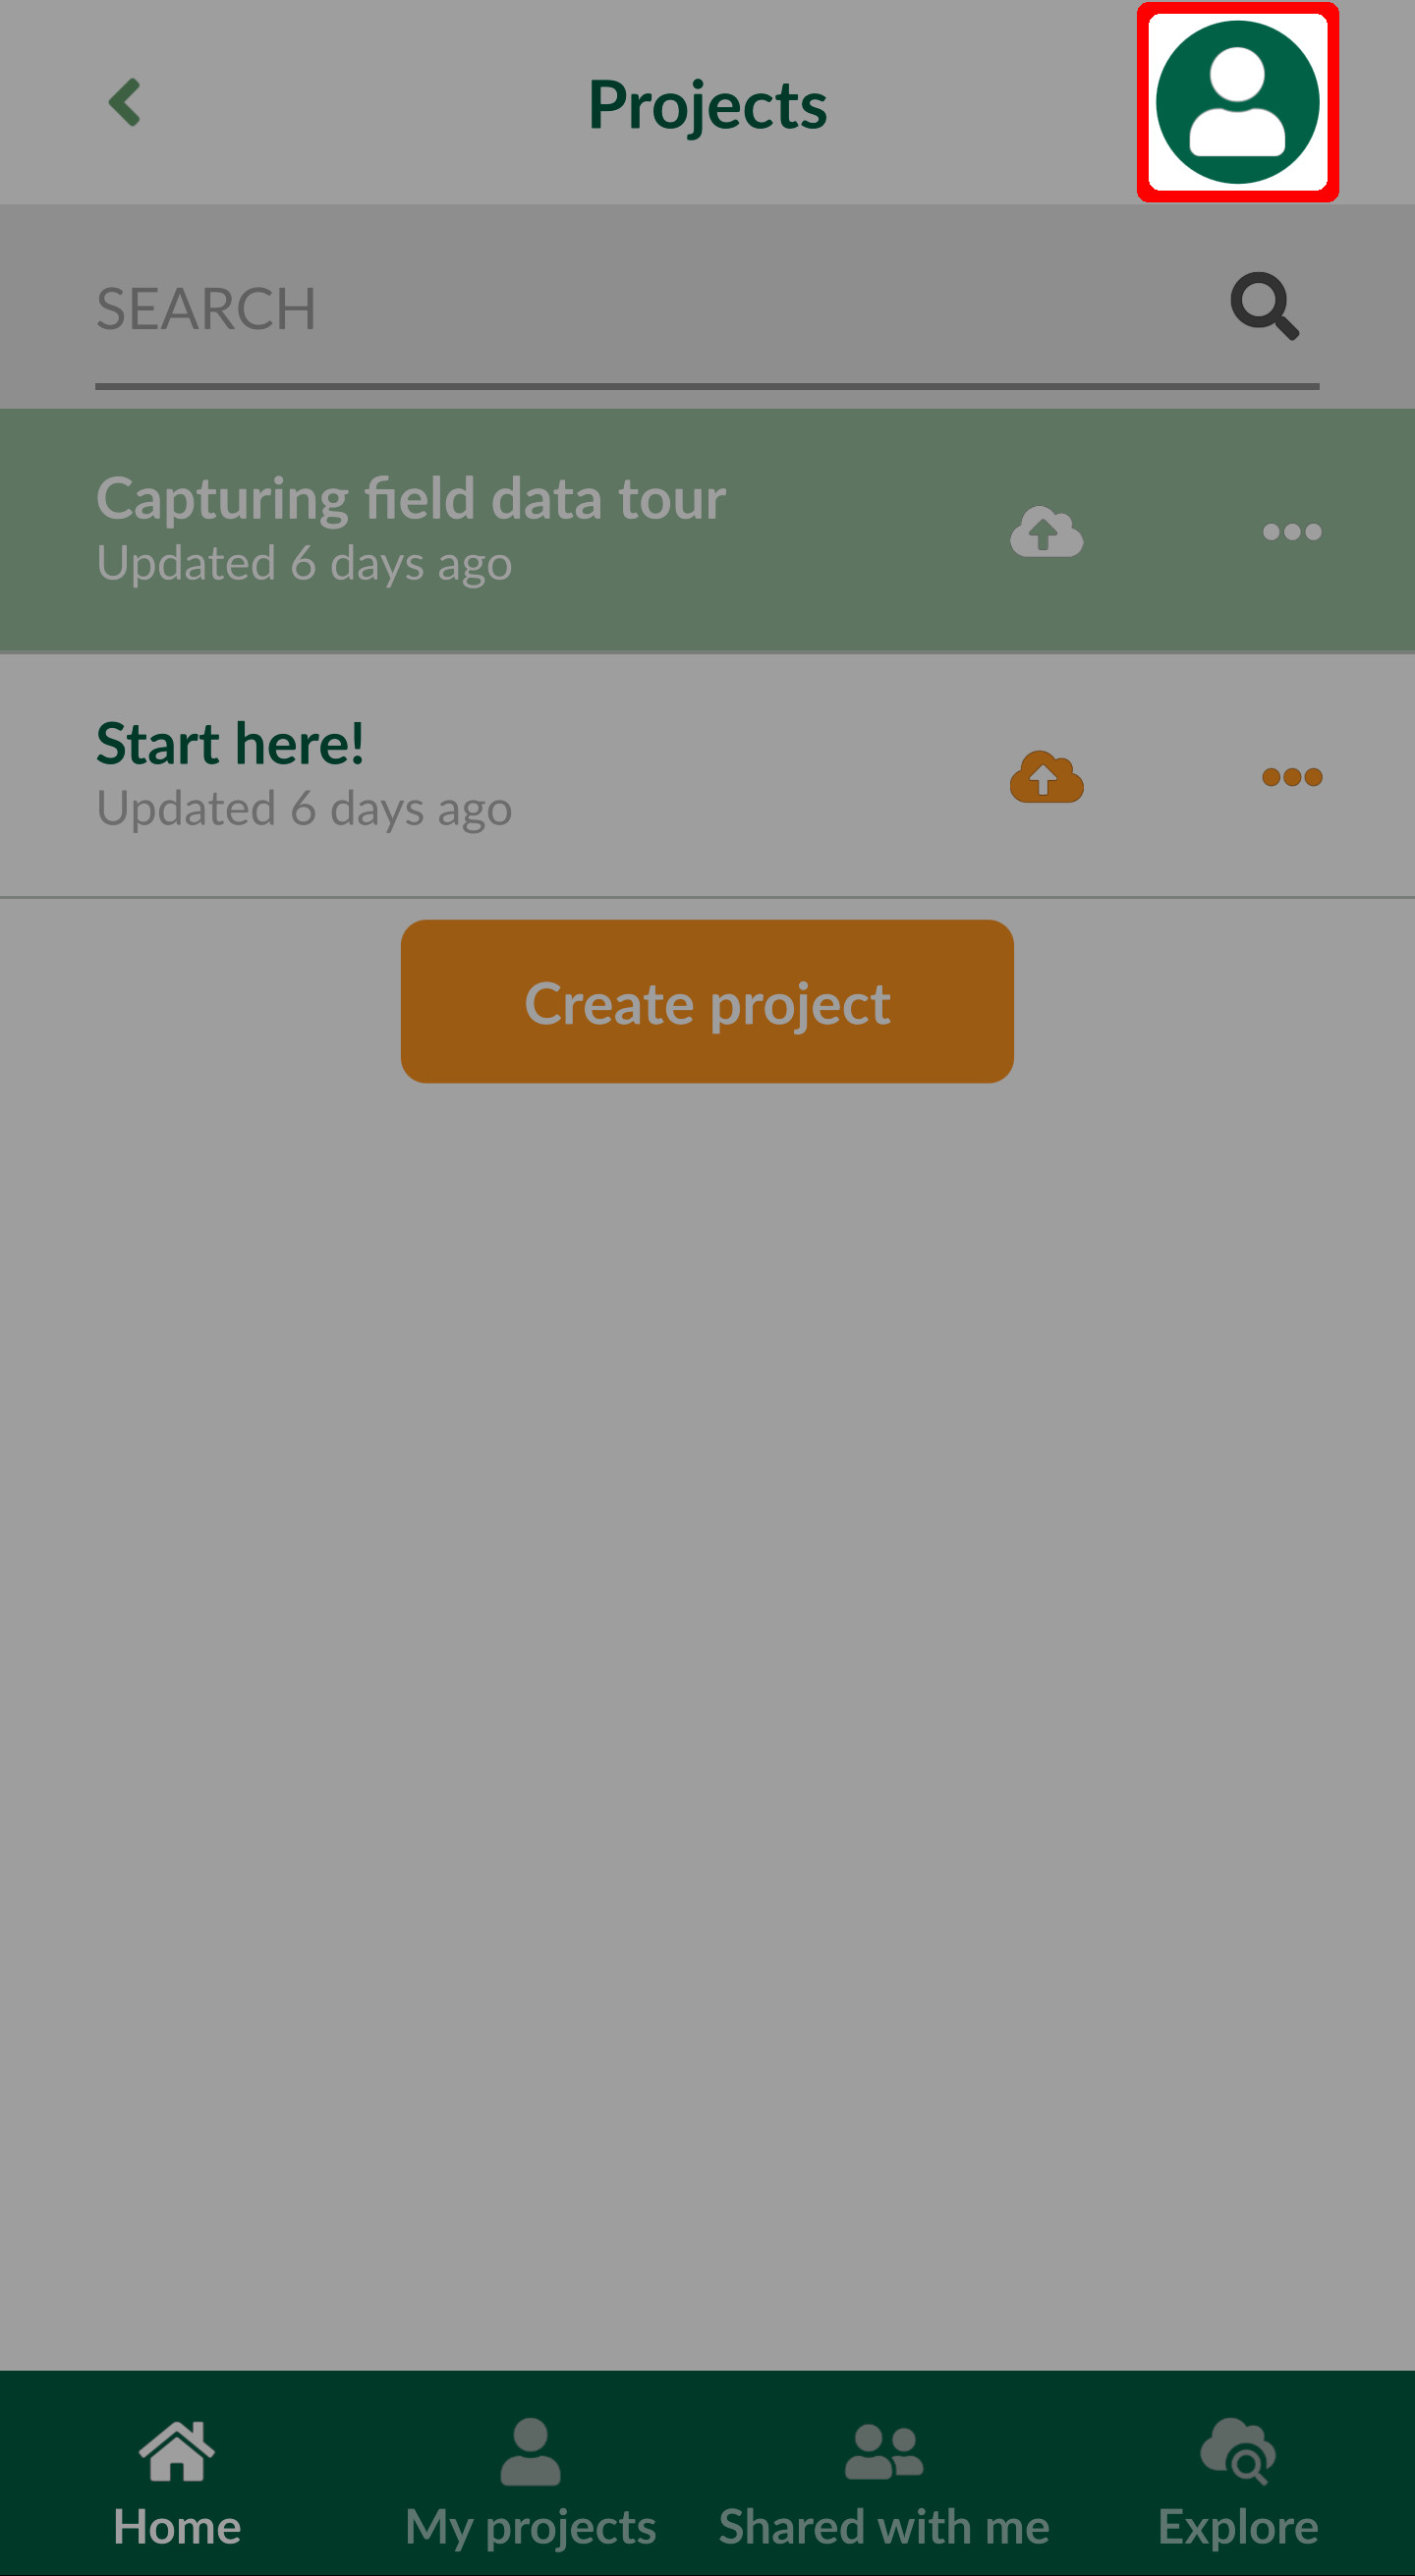 Projects
SEARCH
Capturing field data tour
Updated 6 days ago
Start here!
Updated 6 days ago
Create project
Home
My projects
Shared with me
Explore